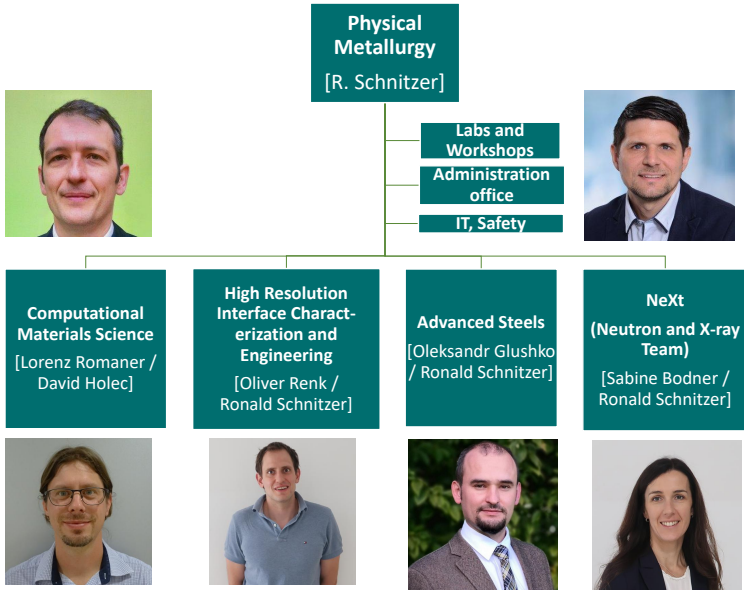 Physical
Metallurgy
[R. Schnitzer]
Labs and
Workshops
Administration
office
IT, Safety
Computational
Materials Science
[Lorenz Romaner /
David Holec]
High Resolution
Interface Charact-
erization and
Engineering
[Oliver Renk /
Ronald Schnitzer]
Advanced Steels
[Oleksandr Glushko
/ Ronald Schnitzer]
NeXt
(Neutron and X-ray
Team)
[Sabine Bodner
/ Ronald Schnitzer]